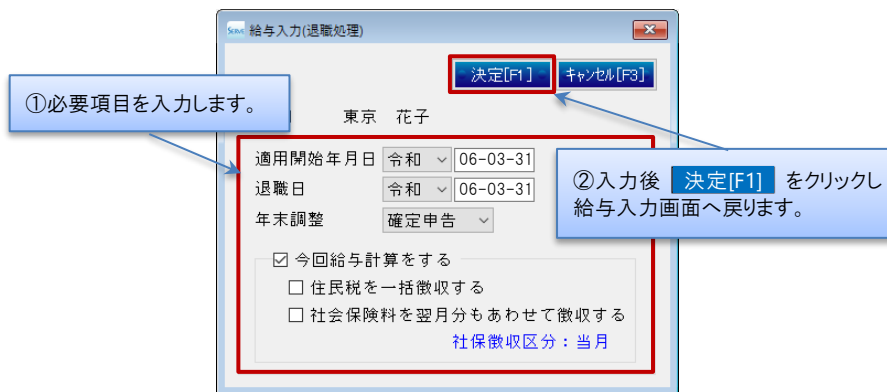 SERVE 給与入力(退職処理)
決定[F1] キャンセル[F3]
①必要項目を入力します。
東京 花子
適用開始年月日 令和 06-03-31
退職日 令和 06-03-31
年末調整 確定申告
②入力後 決定[F1] をクリックし
給与入力画面へ戻ります。
今回給与計算をする
住民税を一括徴収する
社会保険料を翌月分もあわせて徴収する
社保徴収区分：当月